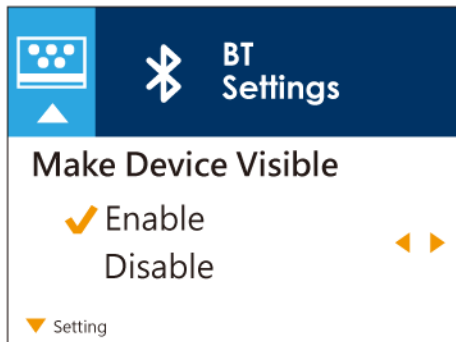 BT
Settings
Make Device Visible
Enable
Disable
Setting